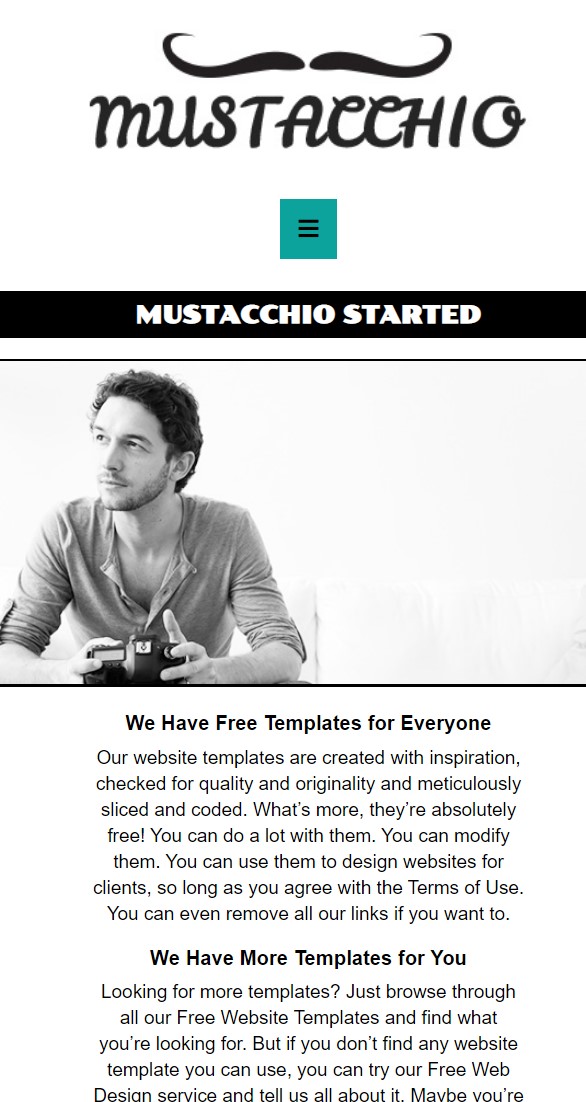 MUSTACCHIO
MUSTACCHIO STARTED
We Have Free Templates for Everyone
Our website templates are created with inspiration,
checked for quality and originality and meticulously
sliced and coded. What’s more, they’re absolutely
free! You can do a lot with them. You can modify
them. You can use them to design websites for
clients, so long as you agree with the Terms of Use.
You can even remove all our links if you want to.
We Have More Templates for You
Looking for more templates? Just browse through
all our Free Website Templates and find what
you’re looking for. But if you don’t find any website
template you can use, you can try our Free Web
Design service and tell us all about it. Maybe you’re